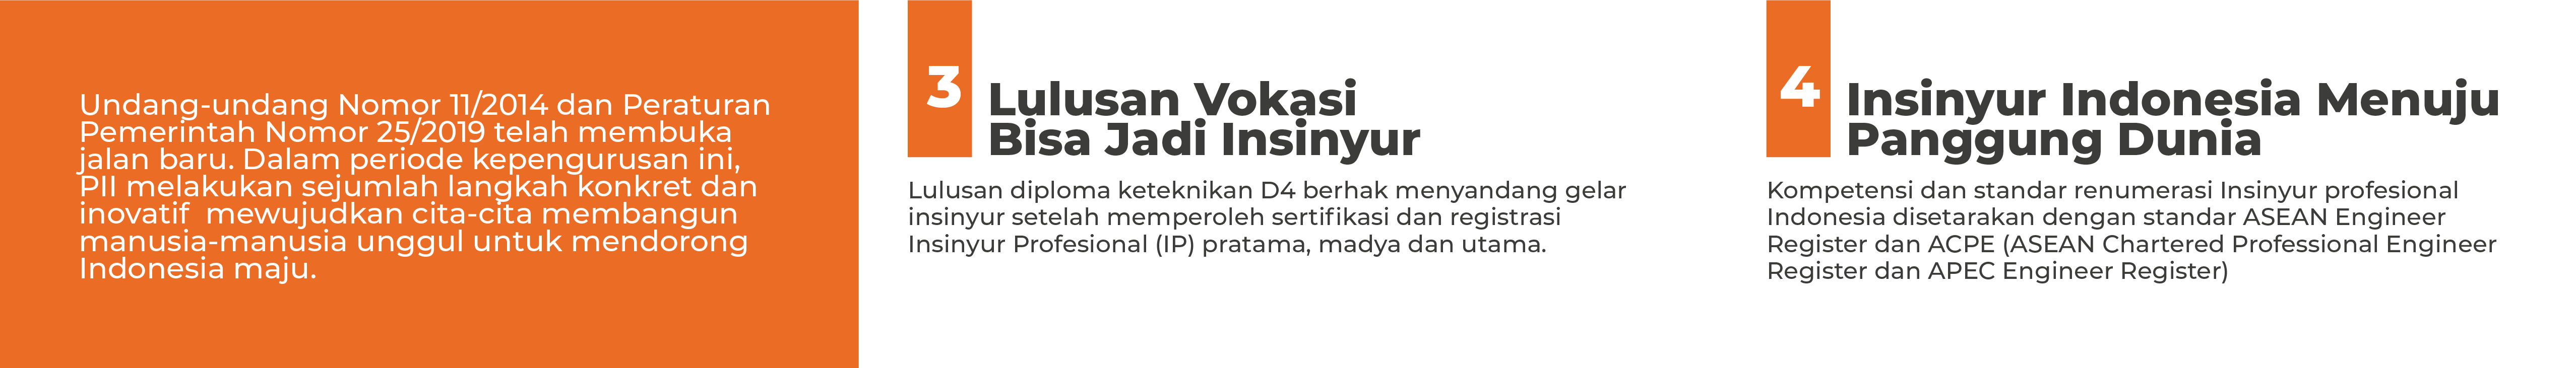 Undang-undang Nomor 11/2014 dan Peraturan
Pemerintah Nomor 25/2019 telah membuka
jalan baru. Dalam periode kepengurusan ini,
PII melakukan sejumlah langkah konkret dan
inovatif  mewujudkan cita-cita membangun
manusia-manusia unggul untuk mendorong
Indonesia maju.
3
Lulusan Vokasi
Bisa Jadi Insinyur
Lulusan diploma keteknikan D4 berhak menyandang gelar
insinyur setelah memperoleh sertifikasi dan registrasi
Insinyur Profesional (IP) pratama, madya dan utama.
4
Insinyur Indonesia Menuju
Panggung Dunia
Kompetensi dan standar renumerasi Insinyur profesional
Indonesia disetarakan dengan standar ASEAN Engineer
Register dan ACPE (ASEAN Chartered Professional Engineer
Register dan APEC Engineer Register)